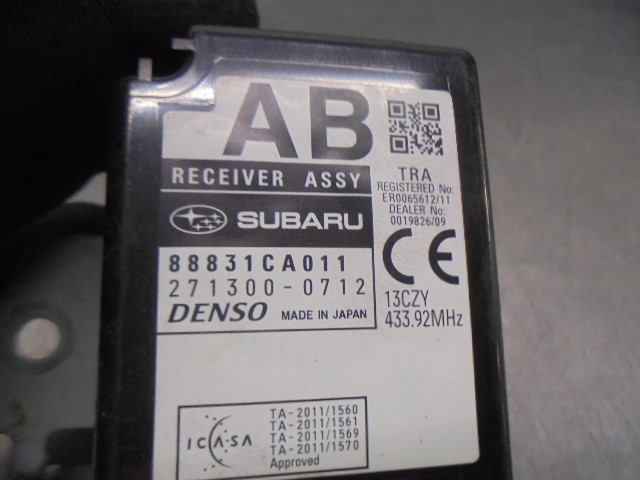 AB
RECEIVER ASSY
SUBARU
88831CA011
271300-0712
DENSO MADE IN JAPAN
TRA
REGISTERED No:
ER0065612/11
DEALER No:
0019826/09
CE
13CZY
433.92MHz
ICASA
TA-2011/1560
TA-2011/1561
TA-2011/1569
TA-2011/1570
Approved